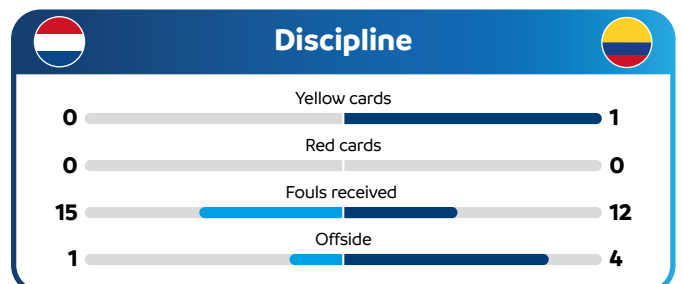 Discipline
Yellow cards
0 1
Red cards
0 0
Fouls received
15 12
Offside
1 4